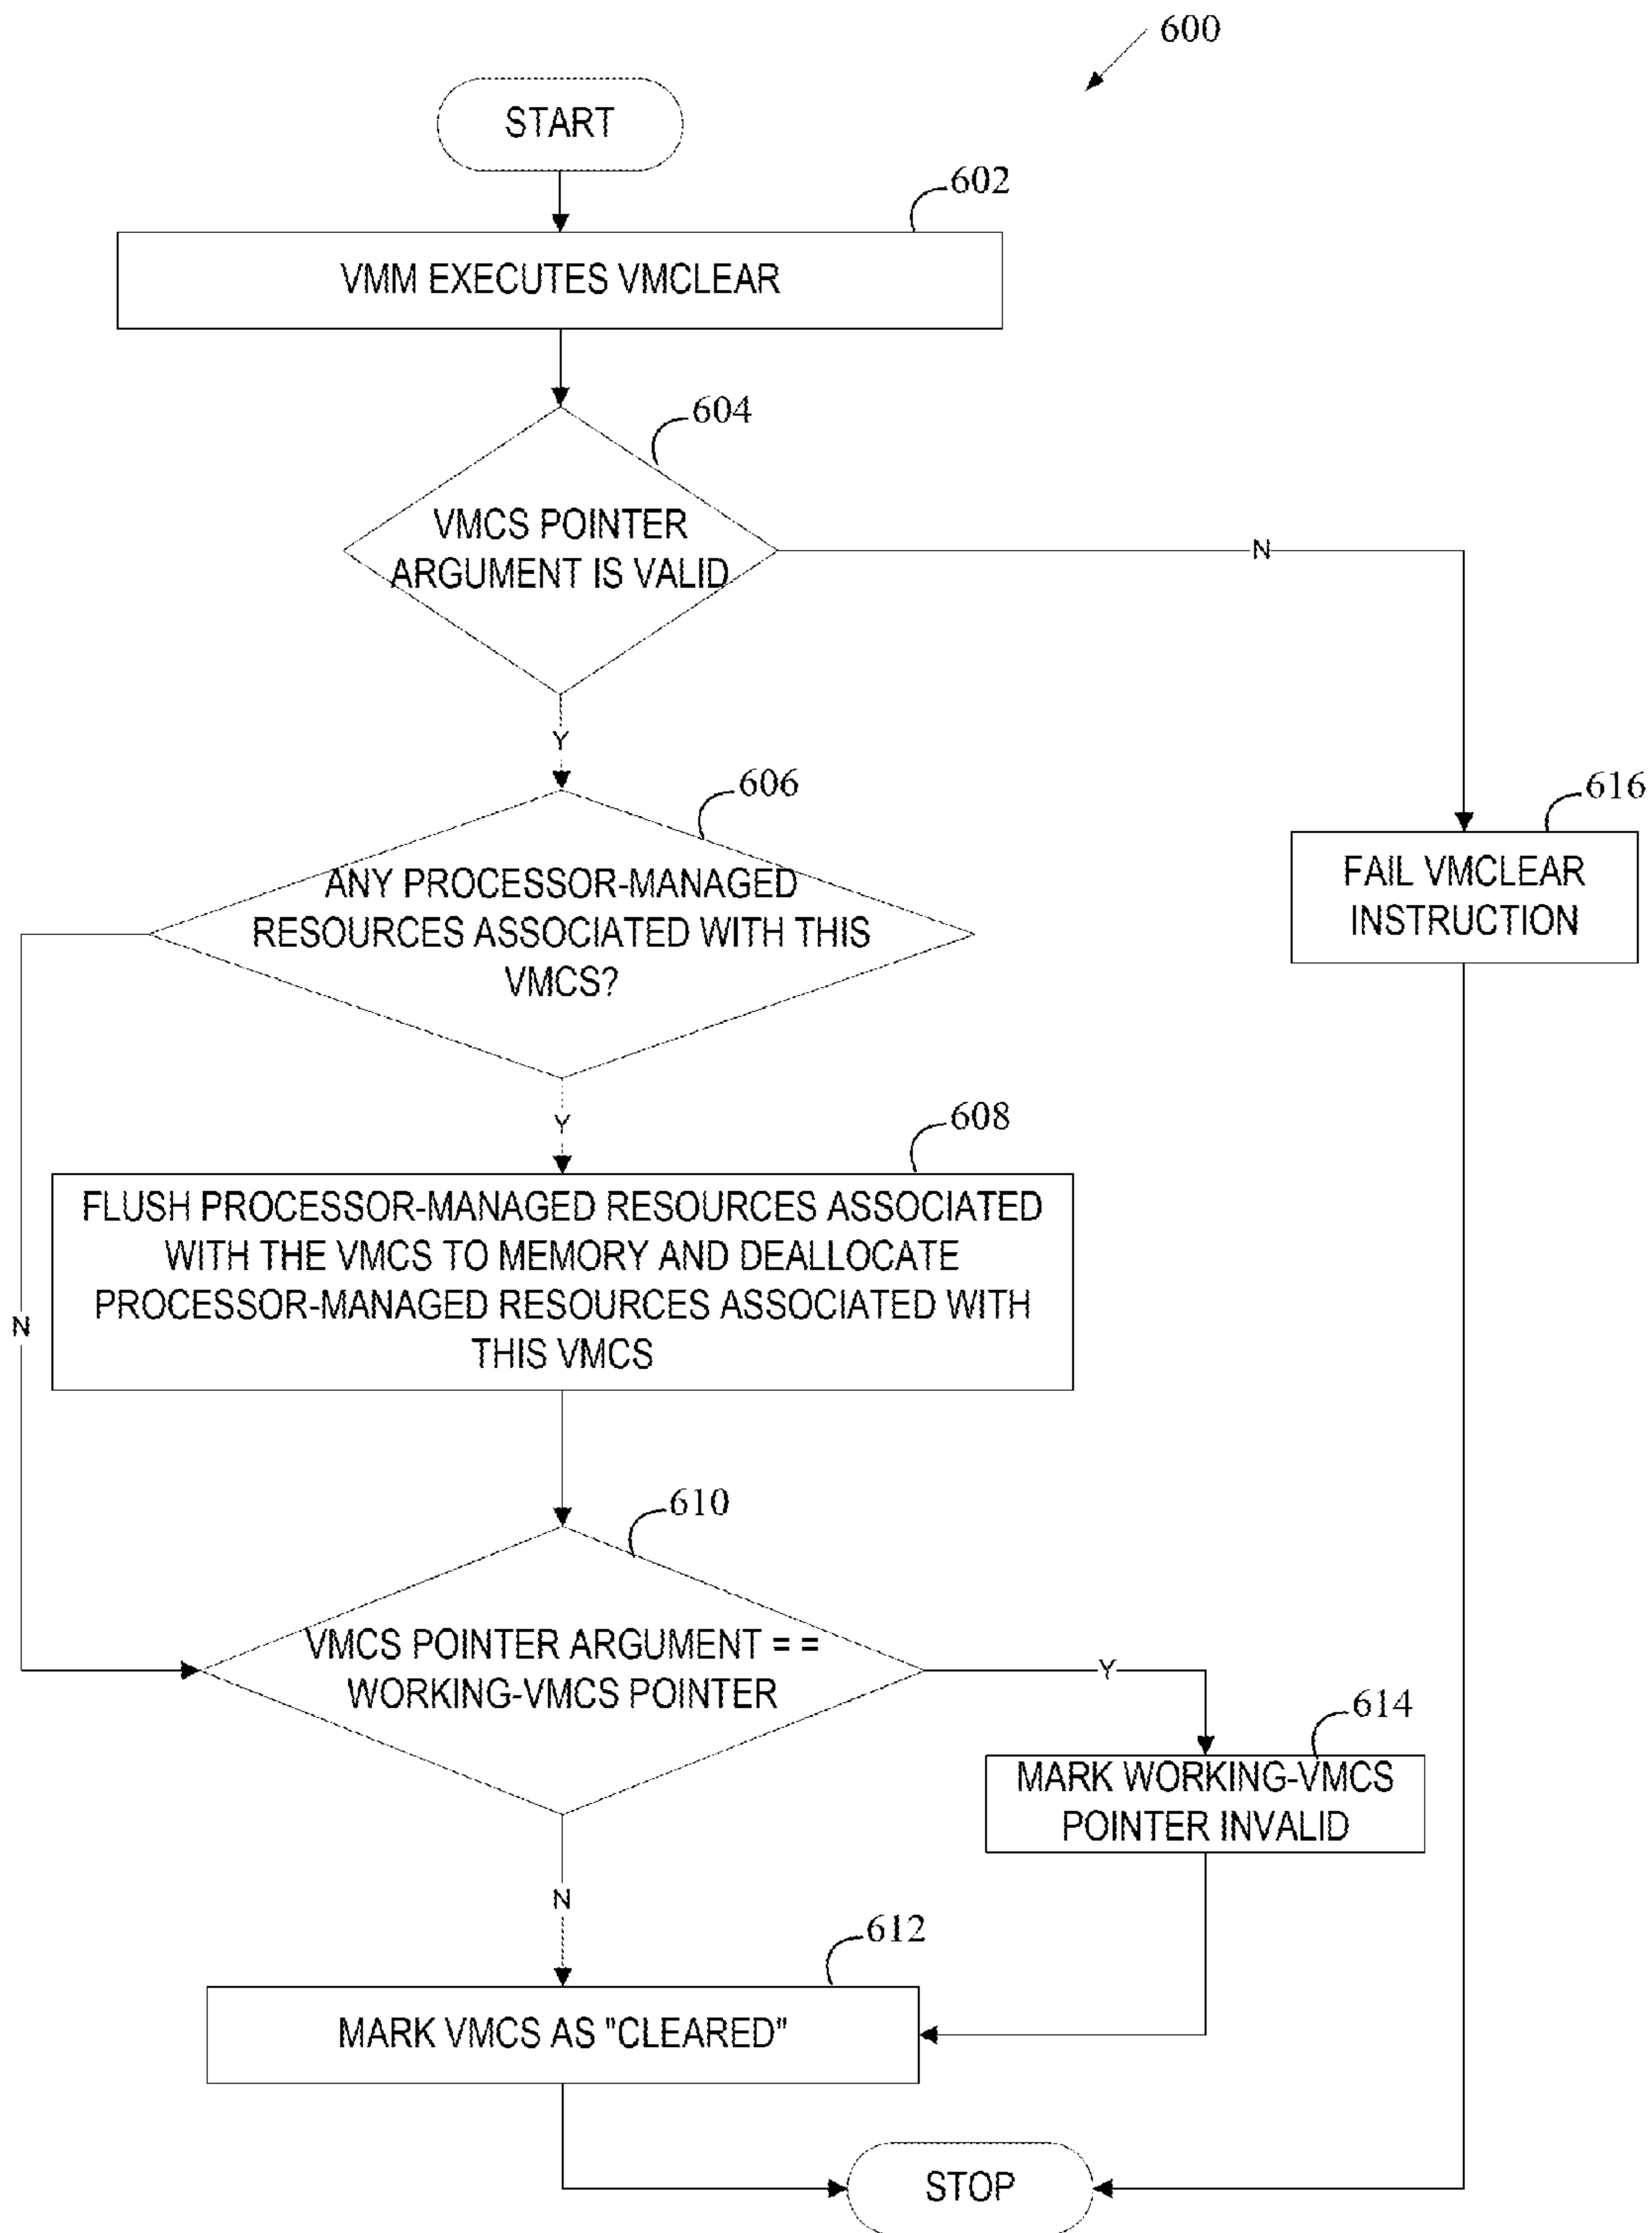 600
START
602
VMM EXECUTES VMCLEAR
604
VMCS POINTER
ARGUMENT IS VALID
N
Y
606
616
ANY PROCESSOR-MANAGED
RESOURCES ASSOCIATED WITH THIS
VMCS?
FAIL VMCLEAR
INSTRUCTION
Y
608
FLUSH PROCESSOR-MANAGED RESOURCES ASSOCIATED
WITH THE VMCS TO MEMORY AND DEALLOCATE
PROCESSOR-MANAGED RESOURCES ASSOCIATED WITH
THIS VMCS
N
610
VMCS POINTER ARGUMENT = =
WORKING-VMCS POINTER
Y
614
MARK WORKING-VMCS
POINTER INVALID
N
612
MARK VMCS AS "CLEARED"
STOP